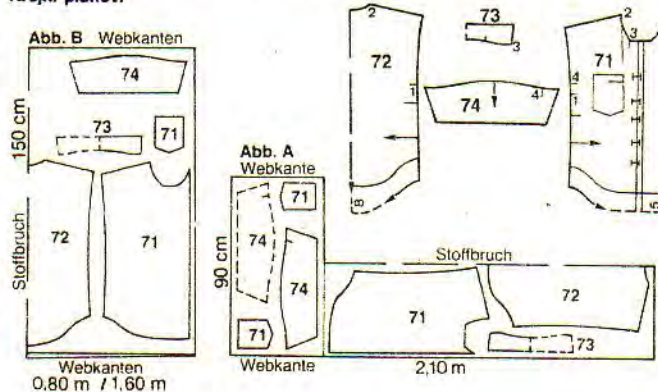 Abb. B Webkanten
74
73
71
150 cm
Stoffbruch
72
71
Webkanten
0,80 m / 1,60 m
Abb. A
Webkante
71
74
74
71
90 cm
Webkante
2
72
8
73
3
1
74
4
2
3
71
4
1
5
Stoffbruch
71
72
73
2,10 m